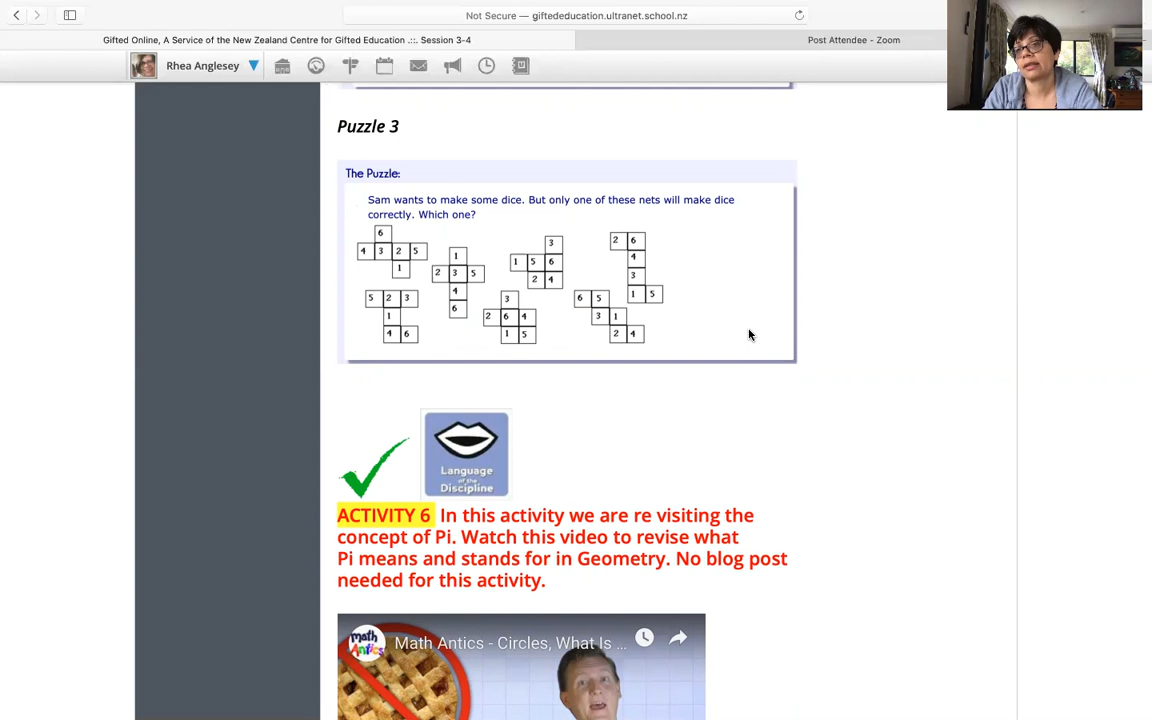 Not Secure — giftededucation.ultranet.school.nz
Gifted Online, A Service of the New Zealand Centre for Gifted Education .::. Session 3-4
Post Attendee - Zoom
Rhea Anglesey
Puzzle 3
The Puzzle:
Sam wants to make some dice. But only one of these nets will make dice
correctly. Which one?
6
4 3 2 5
1
1
2 3 5
4
6
3
1 5 6
2 4
2 6
4
3
1 5
5 2 3
1
4 6
3
2 6 4
1 5
6 5
3 1
2 4
Language
of the
Discipline
ACTIVITY 6 In this activity we are re visiting the
concept of Pi. Watch this video to revise what
Pi means and stands for in Geometry. No blog post
needed for this activity.
math
Antics
Math Antics - Circles, What Is ...